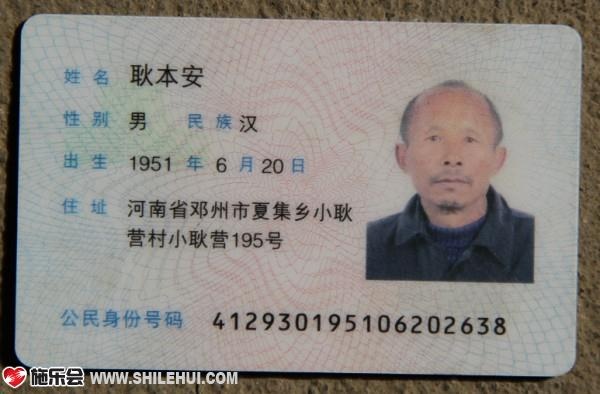 姓名 耿本安
性别 男 民族 汉
出生 1951 年 6 月 20 日
住址 河南省邓州市夏集乡小耿
营村小耿营195号
公民身份号码 412930195106202638
施乐会 WWW.SHILEHUI.COM